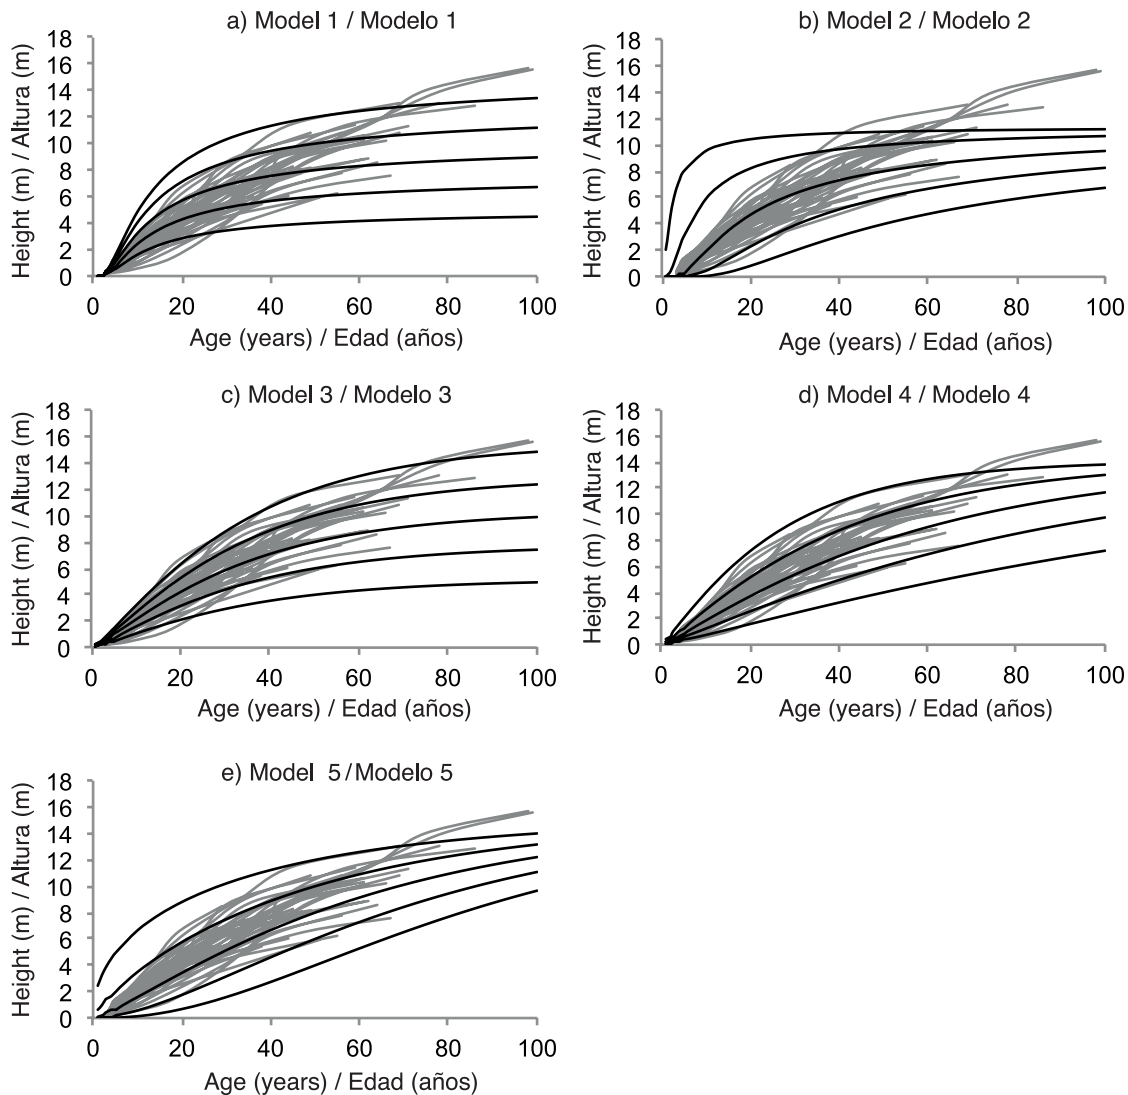 a) Model 1 / Modelo 1
Height (m) / Altura (m)
18
16
14
12
10
8
6
4
2
0
0 20 40 60 80 100
Age (years) / Edad (años)
b) Model 2 / Modelo 2
Height (m) / Altura (m)
18
16
14
12
10
8
6
4
2
0
0 20 40 60 80 100
Age (years) / Edad (años)
c) Model 3 / Modelo 3
Height (m) / Altura (m)
18
16
14
12
10
8
6
4
2
0
0 20 40 60 80 100
Age (years) / Edad (años)
d) Model 4 / Modelo 4
Height (m) / Altura (m)
18
16
14
12
10
8
6
4
2
0
0 20 40 60 80 100
Age (years) / Edad (años)
e) Model 5 / Modelo 5
Height (m) / Altura (m)
18
16
14
12
10
8
6
4
2
0
0 20 40 60 80 100
Age (years) / Edad (años)